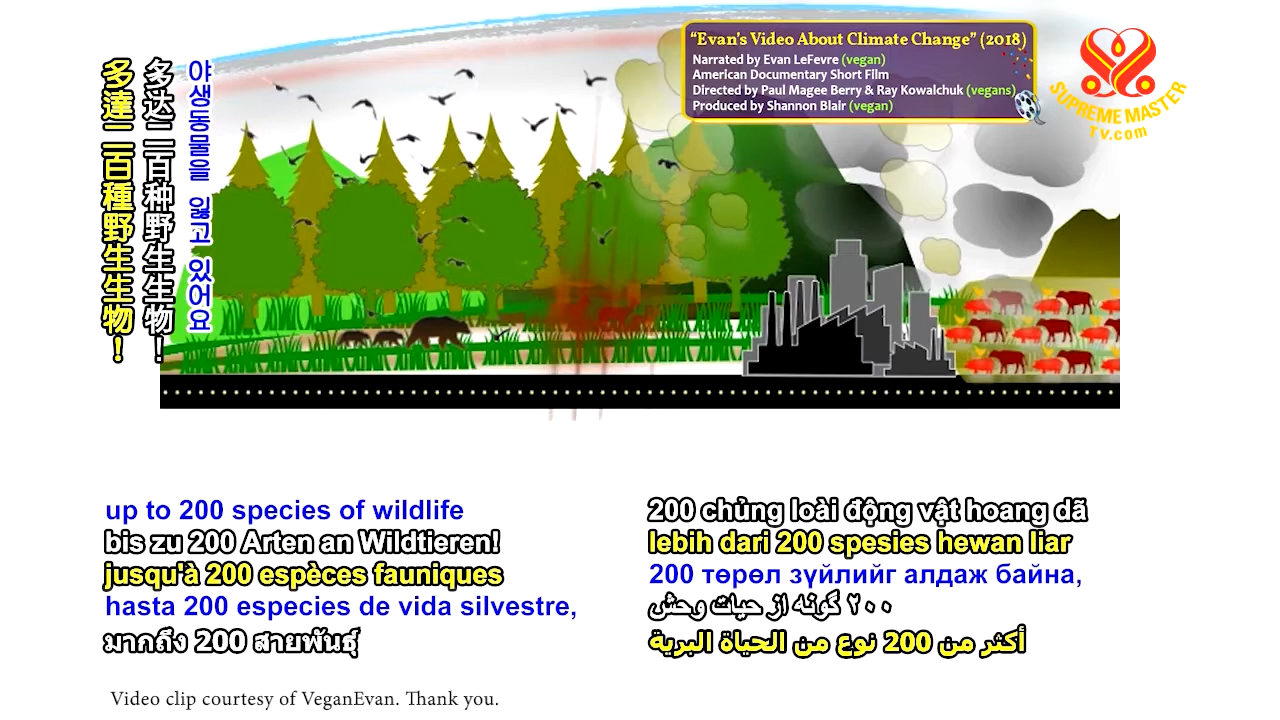 “Evan's Video About Climate Change” (2018)
Narrated by Evan LeFevre (vegan)
American Documentary Short Film
Directed by Paul Magee Berry & Ray Kowalchuk (vegans)
Produced by Shannon Blair (vegan)
SUPREME MASTER
TV.com
多達二百種野生生物！
多达二百种野生生物！
야생동물을 잃고 있어요
up to 200 species of wildlife
bis zu 200 Arten an Wildtieren!
jusqu'à 200 espèces fauniques
hasta 200 especies de vida silvestre,
มากถึง 200 สายพันธุ์
200 chủng loài động vật hoang dã
lebih dari 200 spesies hewan liar
200 төрөл зүйлийг алдаж байна,
۲۰۰ گونه از حیات وحش
أكثر من 200 نوع من الحياة البرية
Video clip courtesy of VeganEvan. Thank you.